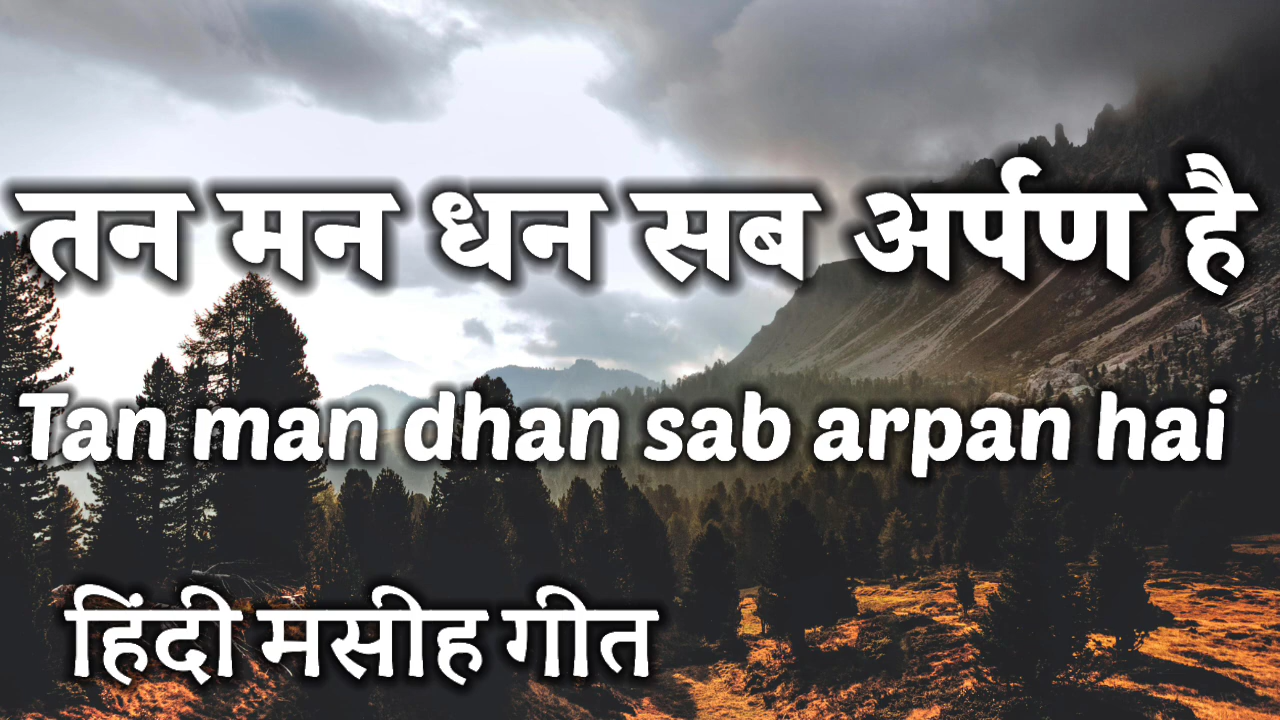 तन मन धन सब अर्पण है
Tan man dhan sab arpan hai
हिंदी मसीह गीत